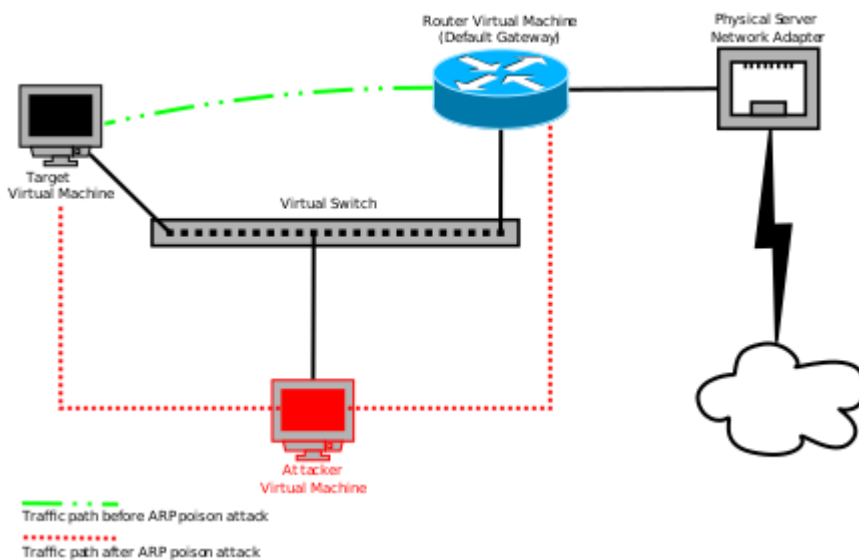 Router Virtual Machine
(Default Gateway)
Physical Server
Network Adapter
Target
Virtual Machine
Virtual Switch
Attacker
Virtual Machine
Traffic path before ARP poison attack
Traffic path after ARP poison attack